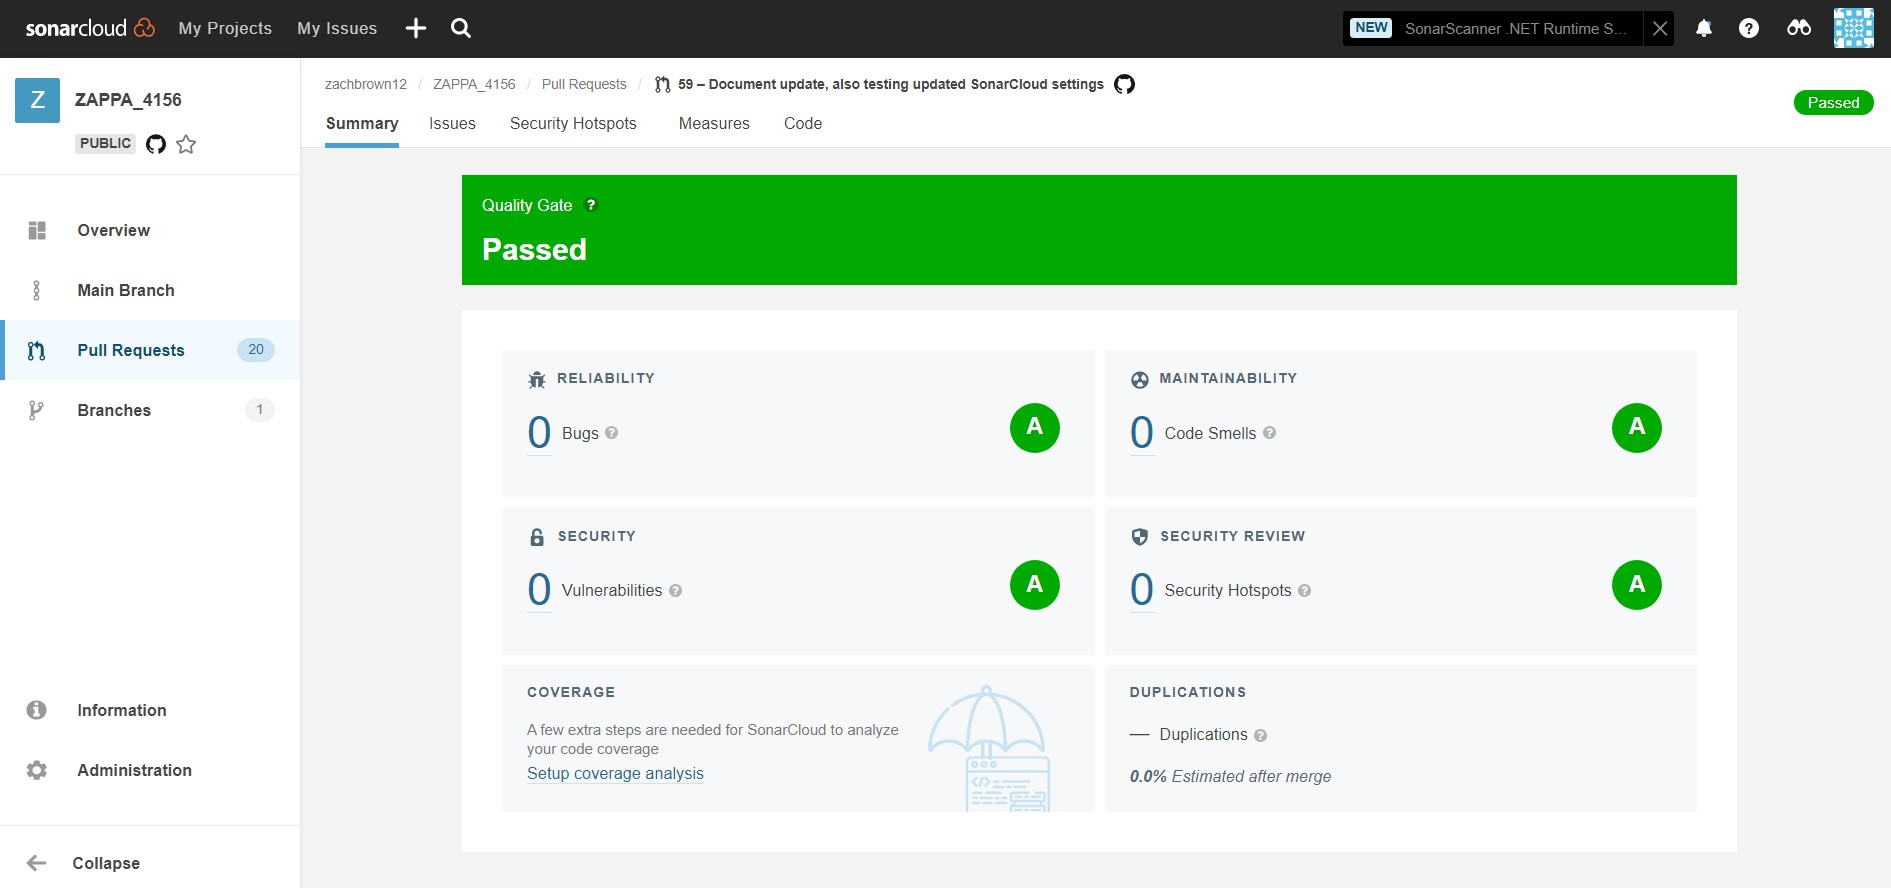 sonarcloud My Projects My Issues NEW SonarScanner .NET Runtime S...
Z ZAPPA_4156
PUBLIC
Overview
Main Branch
Pull Requests 20
Branches 1
Information
Administration
Collapse
zachbrown12 / ZAPPA_4156 / Pull Requests / 59 – Document update, also testing updated SonarCloud settings
Passed
Summary Issues Security Hotspots Measures Code
Quality Gate ?
Passed
RELIABILITY
0 Bugs ?
A
MAINTAINABILITY
0 Code Smells ?
A
SECURITY
0 Vulnerabilities ?
A
SECURITY REVIEW
0 Security Hotspots ?
A
COVERAGE
A few extra steps are needed for SonarCloud to analyze
your code coverage
Setup coverage analysis
DUPLICATIONS
— Duplications ?
0.0% Estimated after merge